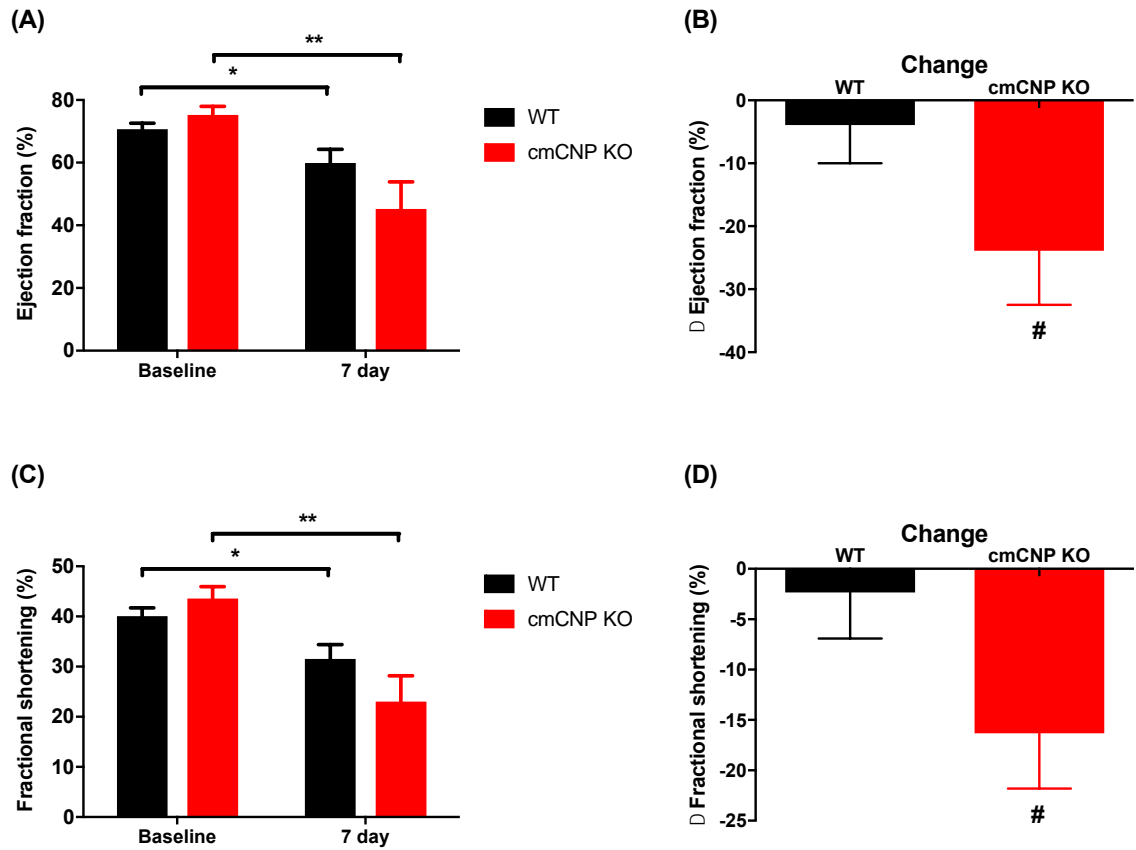 (A)
**
*
Ejection fraction (%)
80
60
40
20
0
Baseline
7 day
WT
cmCNP KO
(B)
Change
WT
cmCNP KO
D Ejection fraction (%)
0
-10
-20
-30
-40
#
(C)
**
*
Fractional shortening (%)
50
40
30
20
10
0
Baseline
7 day
WT
cmCNP KO
(D)
Change
WT
cmCNP KO
D Fractional shortening (%)
0
-5
-10
-15
-20
-25
#